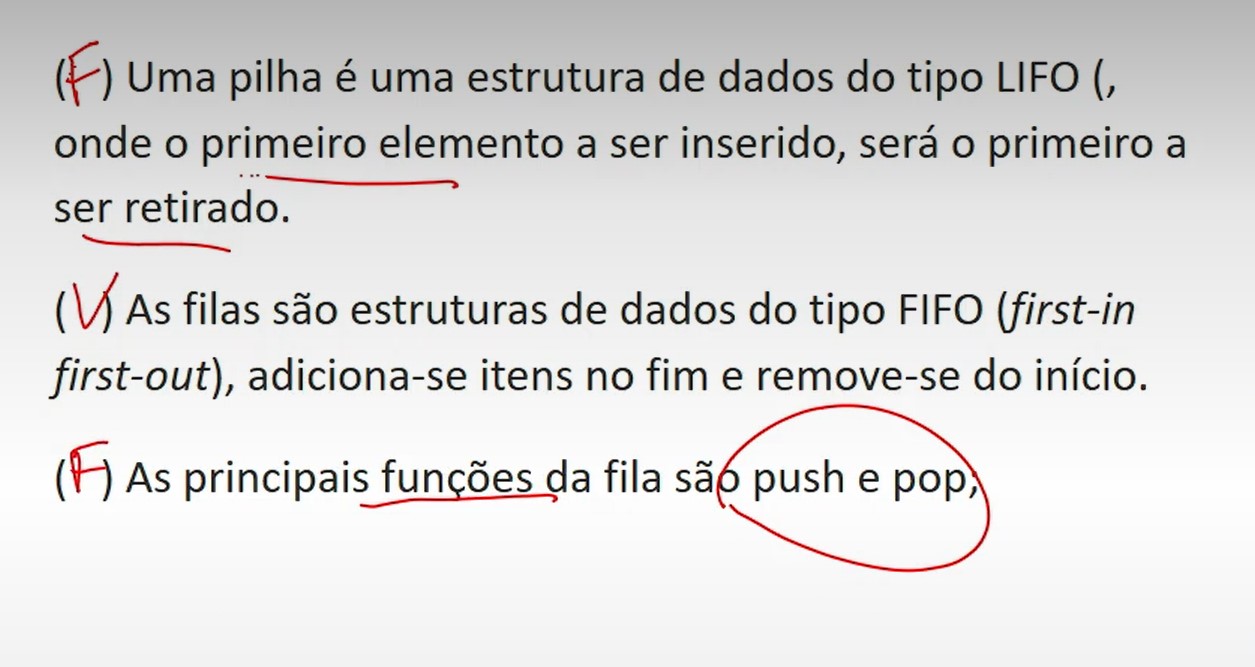 (F) Uma pilha é uma estrutura de dados do tipo LIFO (,
onde o primeiro elemento a ser inserido, será o primeiro a
ser retirado.
(V) As filas são estruturas de dados do tipo FIFO (first-in
first-out), adiciona-se itens no fim e remove-se do início.
(F) As principais funções da fila são push e pop;